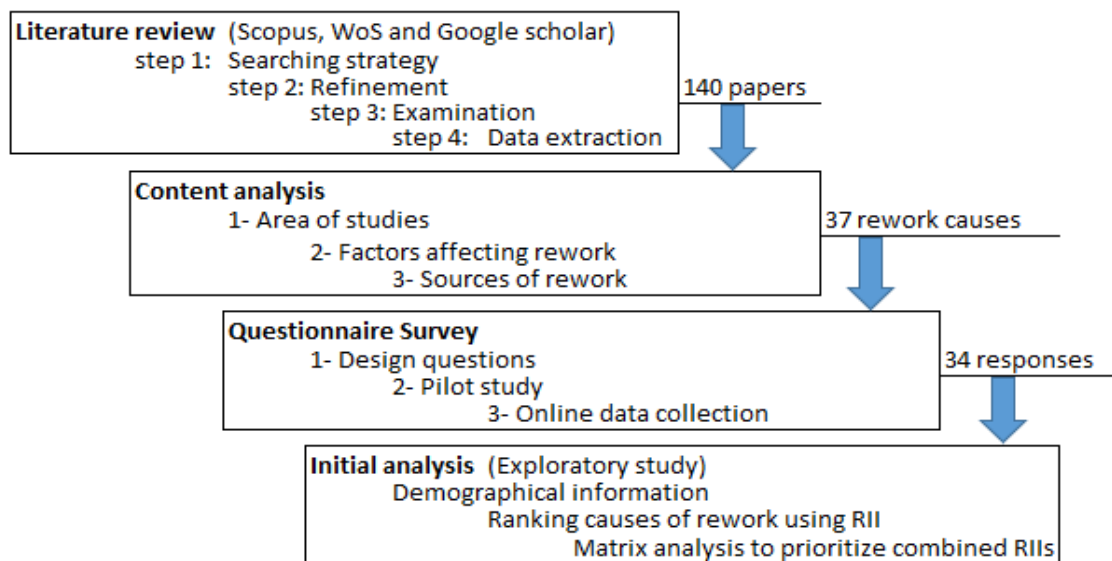 Literature review (Scopus, WoS and Google scholar)
step 1: Searching strategy
step 2: Refinement
step 3: Examination
step 4: Data extraction
140 papers
Content analysis
1- Area of studies
2- Factors affecting rework
3- Sources of rework
37 rework causes
Questionnaire Survey
1- Design questions
2- Pilot study
3- Online data collection
34 responses
Initial analysis (Exploratory study)
Demographical information
Ranking causes of rework using RII
Matrix analysis to prioritize combined RIIs